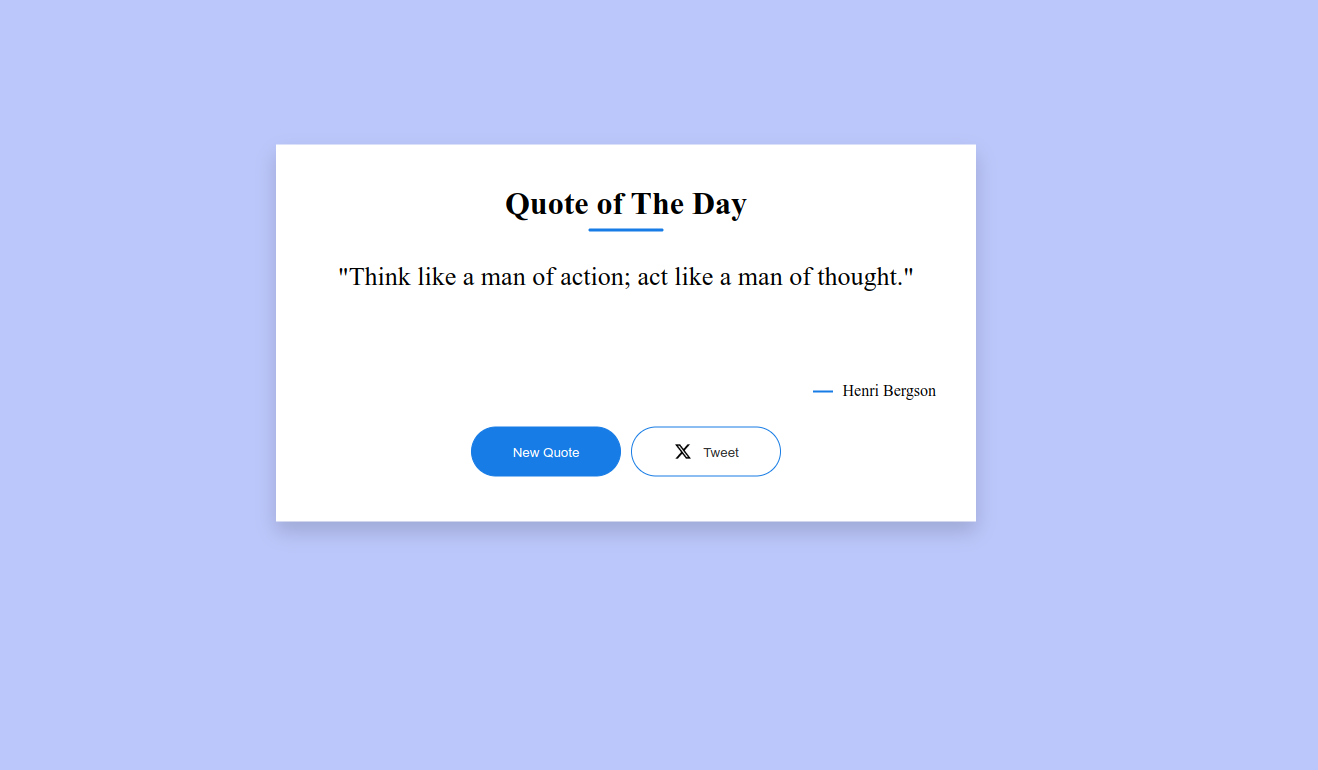 Quote of The Day
"Think like a man of action; act like a man of thought."
Henri Bergson
New Quote
Tweet